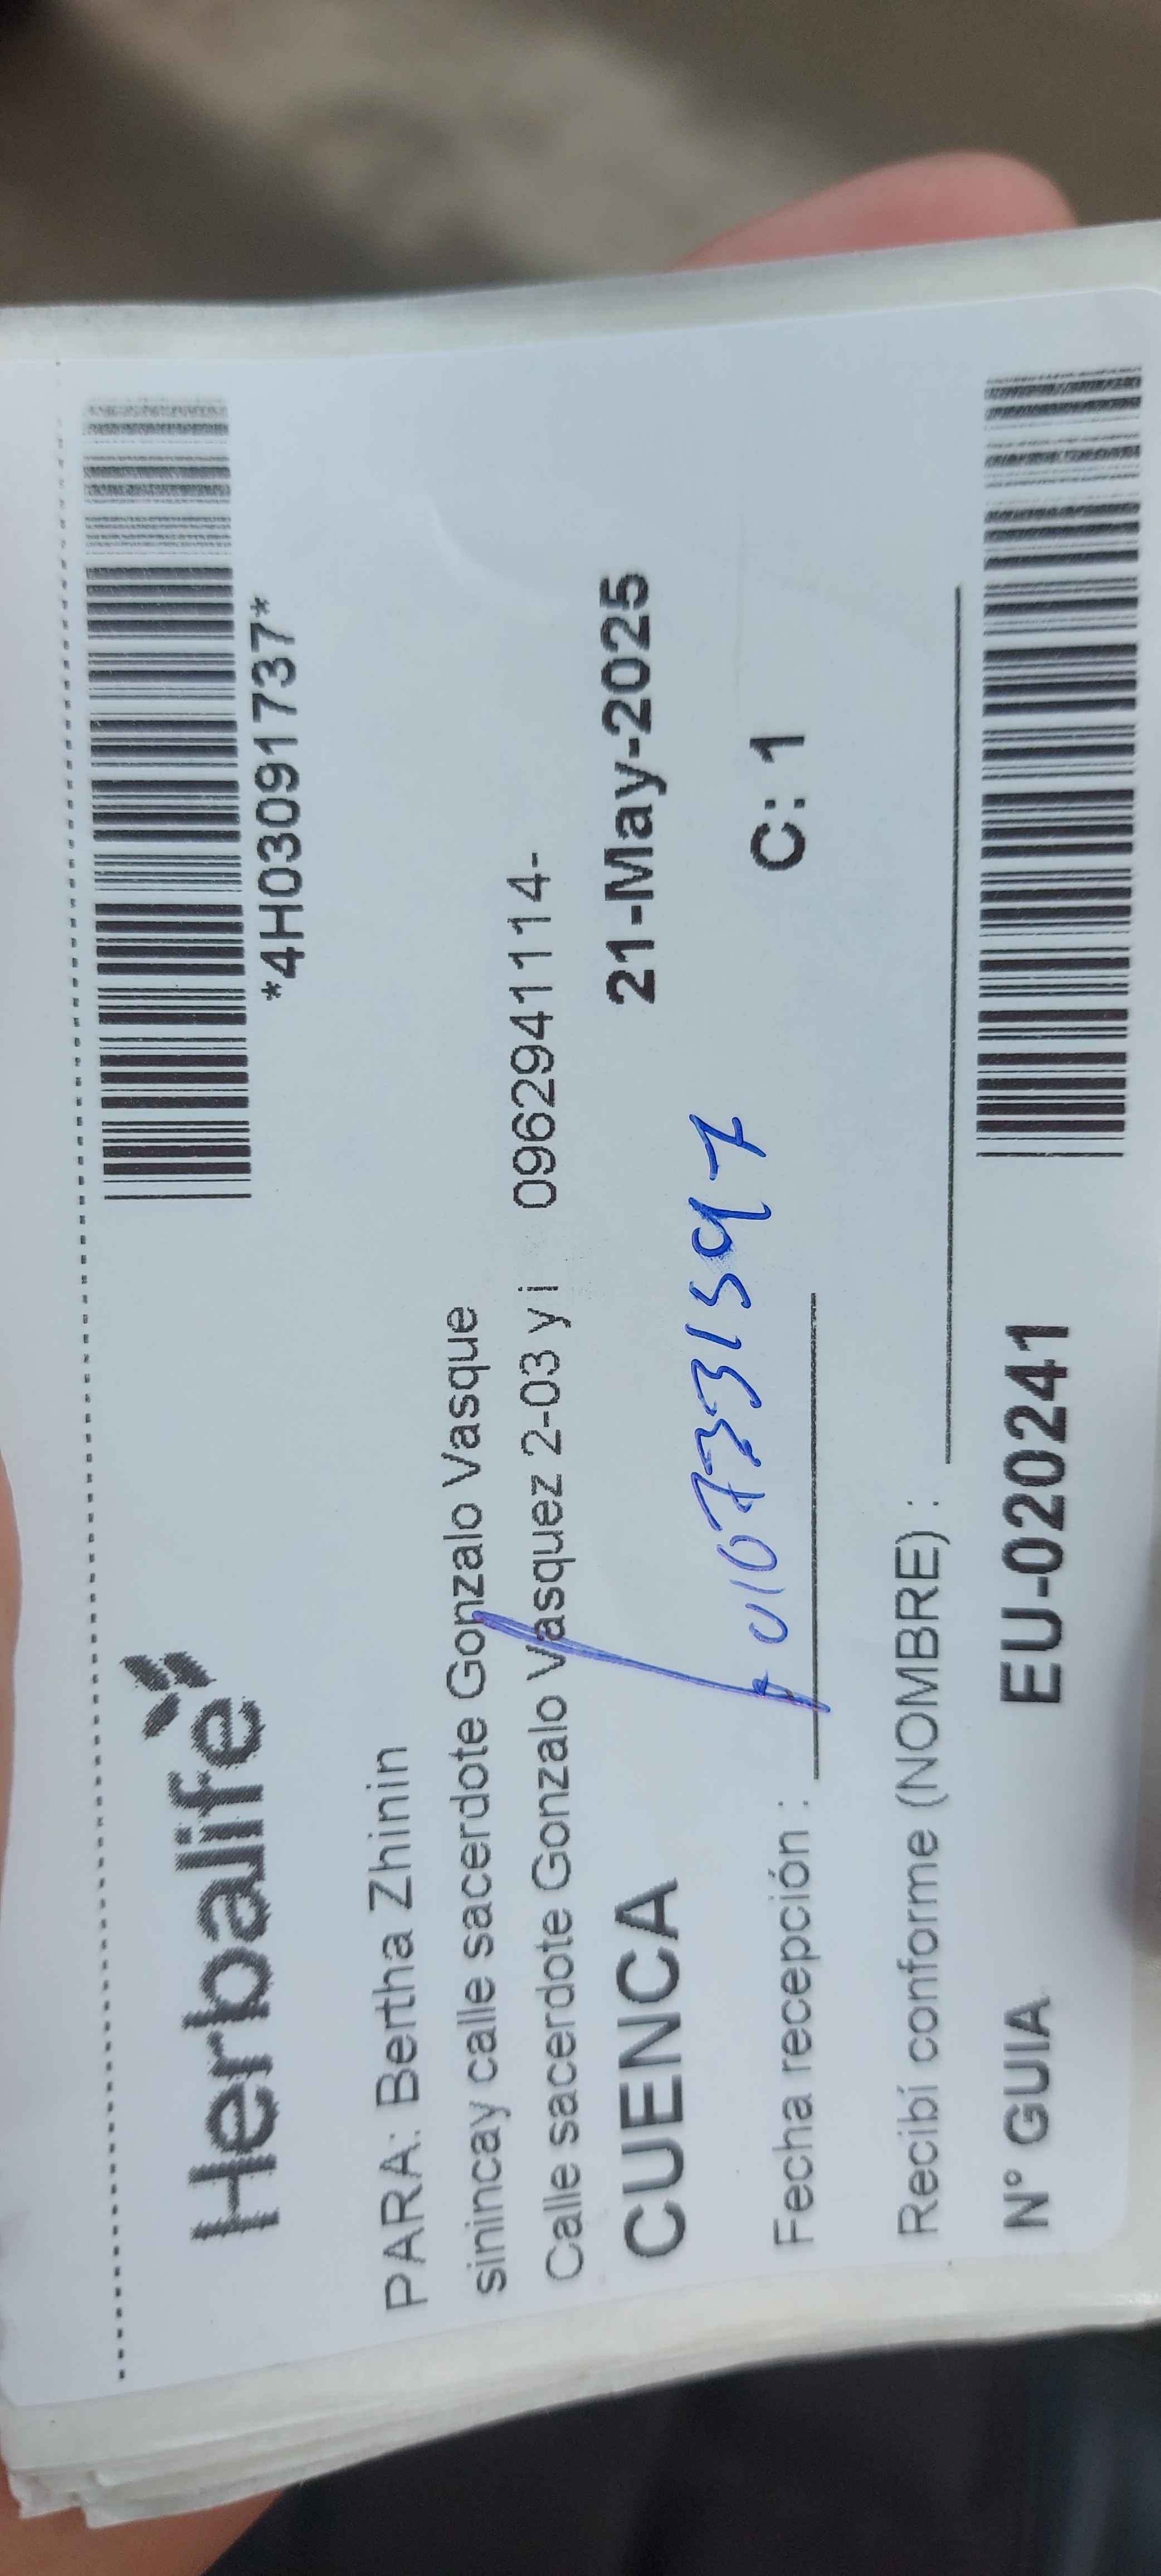 Herbalife
*4H03091737*
PARA: Bertha Zhinin
sinincay calle sacerdote Gonzalo Vasque
Calle sacerdote Gonzalo Vasquez 2-03 y i 0962941114-
CUENCA 21-May-2025
0107331597
Fecha recepción : C: 1
Recibí conforme (NOMBRE) :
N° GUIA EU-020241